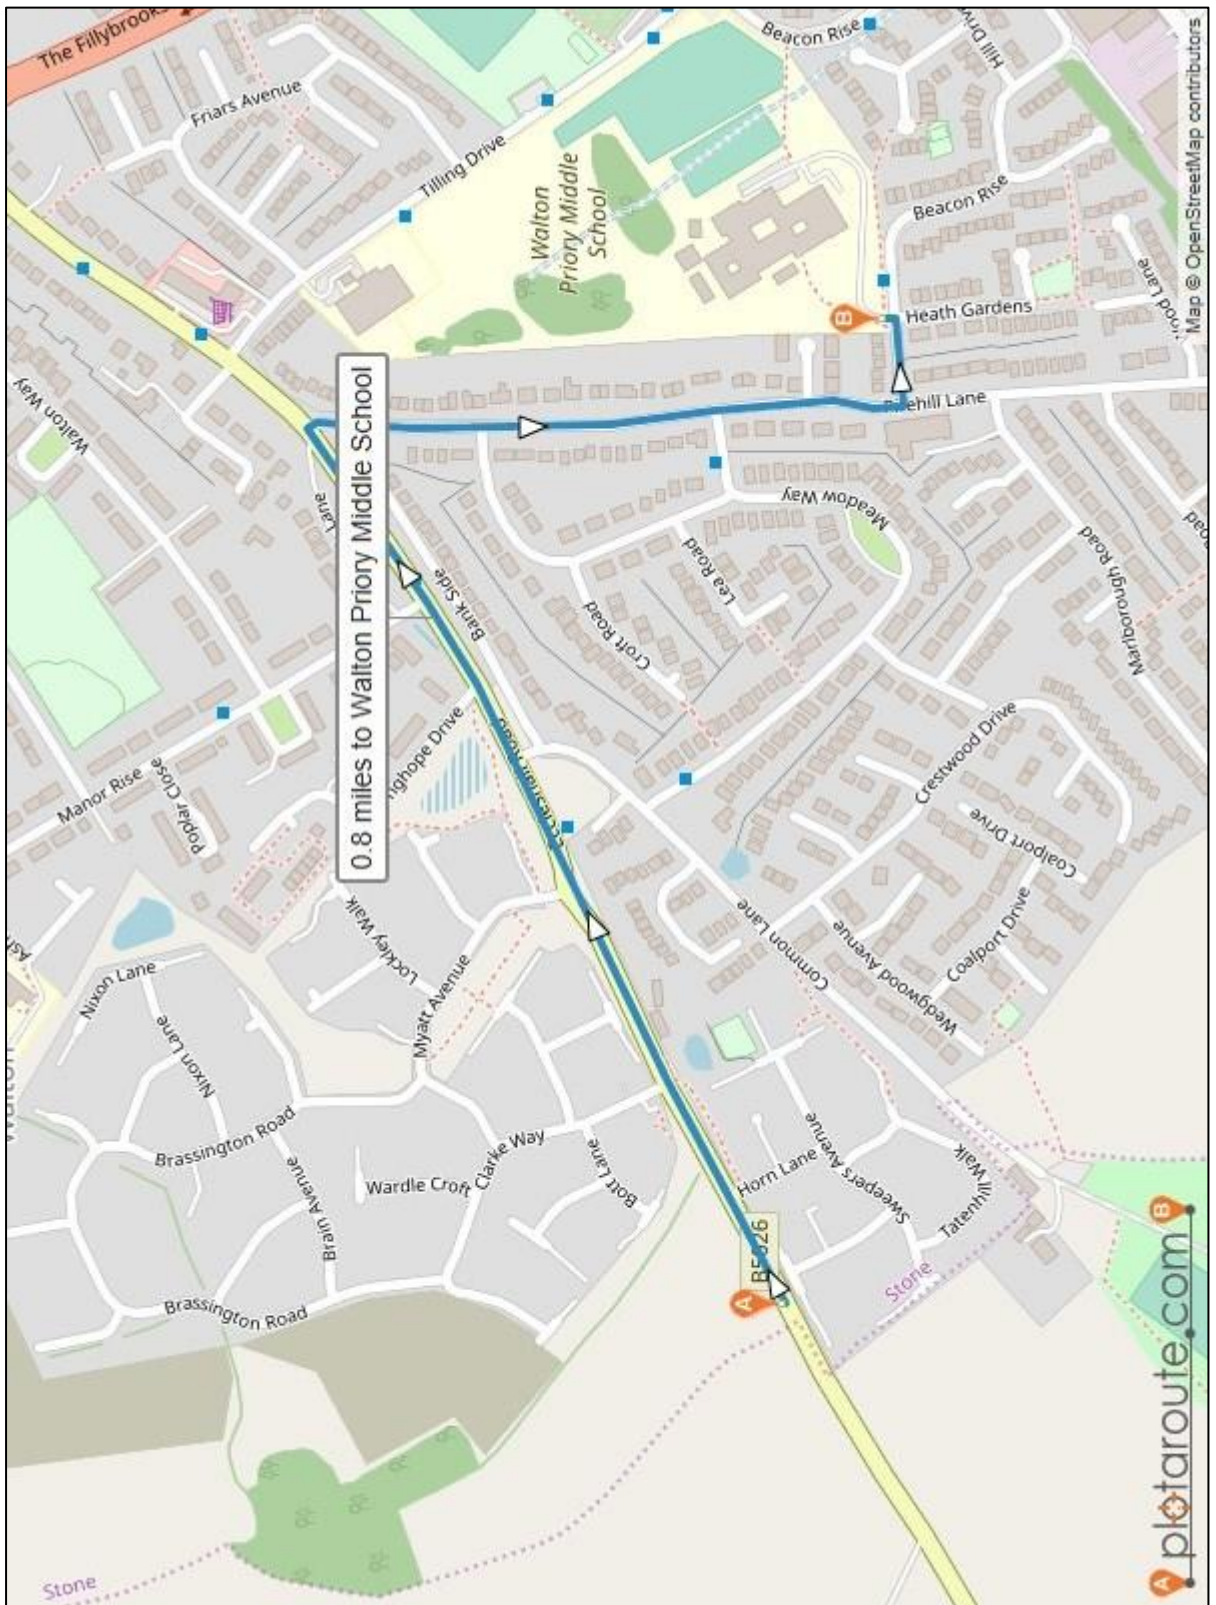 The Fillybrooks
Friars Avenue
Tilling Drive
Beacon Rise
Hill Drive
Walton
Priory Middle
School
Beacon Rise
Heath Gardens
B
Walton Way
Lane
0.8 miles to Walton Priory Middle School
Bank Side
Lea Road
Croft Road
Meadow Way
Marlborough Road
Manor Rise
Poplar Close
Crestwood Drive
Coalport Drive
Coalport Drive
Common Lane
Wedgwood Avenue
Lockley Walk
Myatt Avenue
Nixon Lane
Nixon Lane
Brassington Road
Brain Avenue
Wardle Croft
Clarke Way
Bott Lane
Horn Lane
Sweepers Avenue
Tatenhill Walk
Brassington Road
A
Stone
Stone
A
plotaroute.com
B
Map © OpenStreetMap contributors